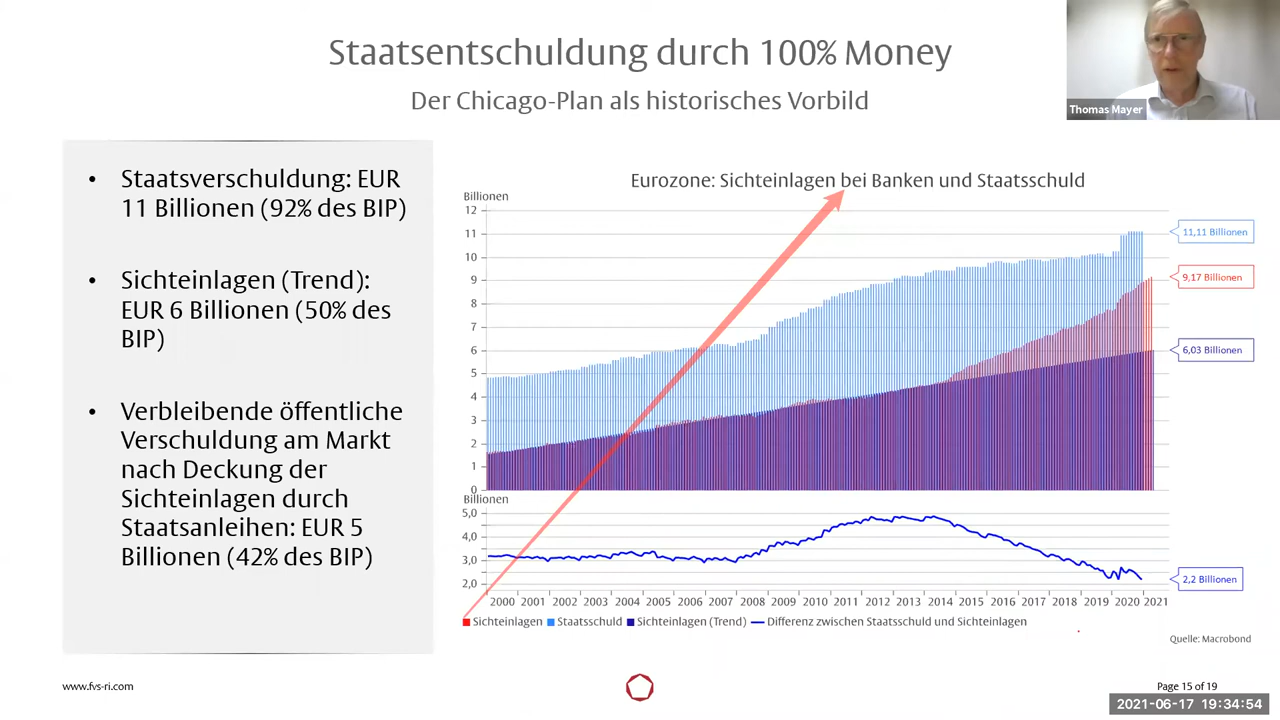 Staatsentschuldung durch 100% Money
Der Chicago-Plan als historisches Vorbild
Thomas Mayer
• Staatsverschuldung: EUR
11 Billionen (92% des BIP)
• Sichteinlagen (Trend):
EUR 6 Billionen (50% des
BIP)
• Verbleibende öffentliche
Verschuldung am Markt
nach Deckung der
Sichteinlagen durch
Staatsanleihen: EUR 5
Billionen (42% des BIP)
Eurozone: Sichteinlagen bei Banken und Staatsschuld
Billionen
12
11
10
9
8
7
6
5
4
3
2
1
0
11,11 Billionen
9,17 Billionen
6,03 Billionen
Billionen
5,0
4,0
3,0
2,0
2,2 Billionen
2000 2001 2002 2003 2004 2005 2006 2007 2008 2009 2010 2011 2012 2013 2014 2015 2016 2017 2018 2019 2020 2021
Sichteinlagen Staatsschuld Sichteinlagen (Trend) Differenz zwischen Staatsschuld und Sichteinlagen
Quelle: Macrobond
www.fvs-ri.com
Page 15 of 19
2021-06-17 19:34:54